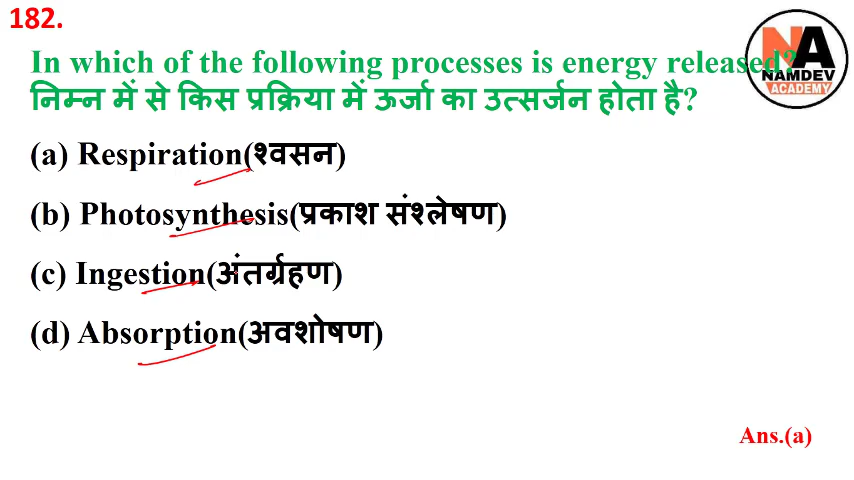 182.
In which of the following processes is energy released?
निम्न में से किस प्रक्रिया में ऊर्जा का उत्सर्जन होता है?
(a) Respiration(श्वसन)
(b) Photosynthesis(प्रकाश संश्लेषण)
(c) Ingestion(अंतर्ग्रहण)
(d) Absorption(अवशोषण)
Ans.(a)
NA
NAMDEV
ACADEMY